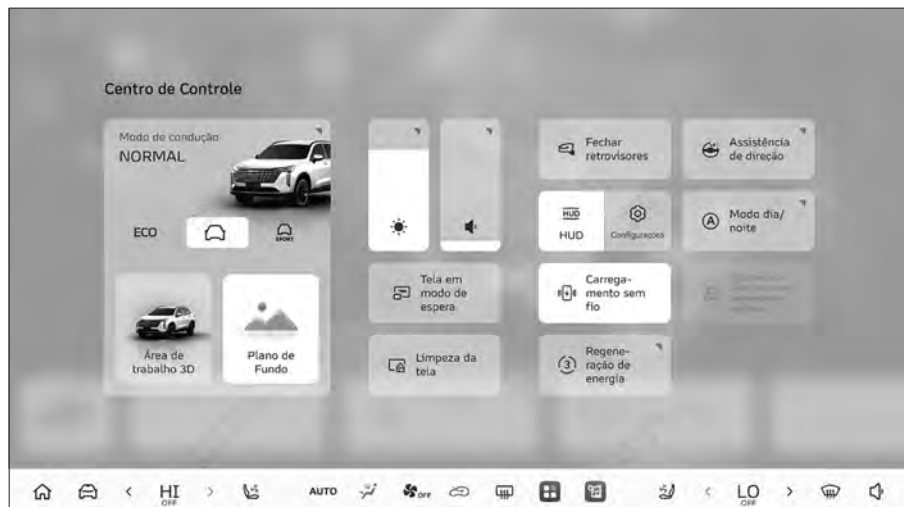 Centro de Controle
Modo de condução
NORMAL
ECO
SPORT
Área de
trabalho 3D
Plano de
Fundo
Tela em
modo de
espera
Limpeza da
tela
Fechar
retrovisores
Assistência
de direção
HUD
HUD
Configurações
A
Modo dia/
noite
Carrega-
mento sem
fio
3
Regene-
ração de
energia
HI
OFF
AUTO
OFF
LO
OFF